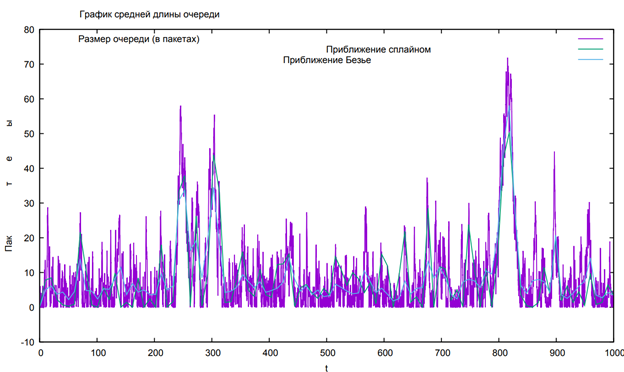 График средней длины очереди
Размер очереди (в пакетах)
Приближение сплайном
Приближение Безье
80
70
60
50
40
30
20
10
0
-10
Пакеты
0 100 200 300 400 500 600 700 800 900 1000
t